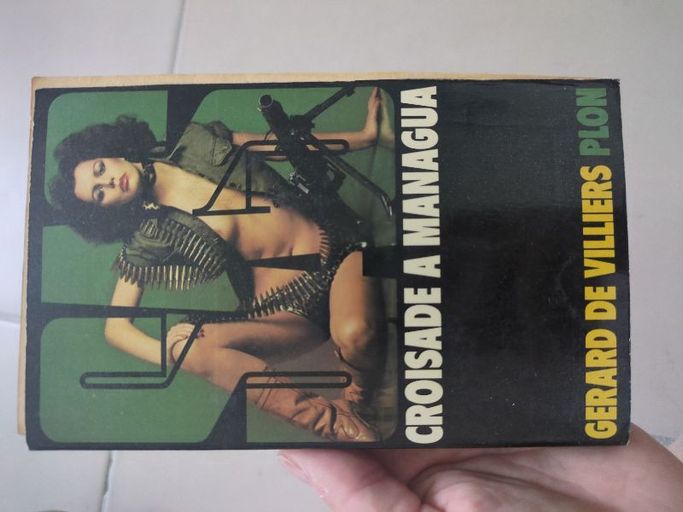 SAS
CROISADE A MANAGUA
GERARD DE VILLIERS PLON